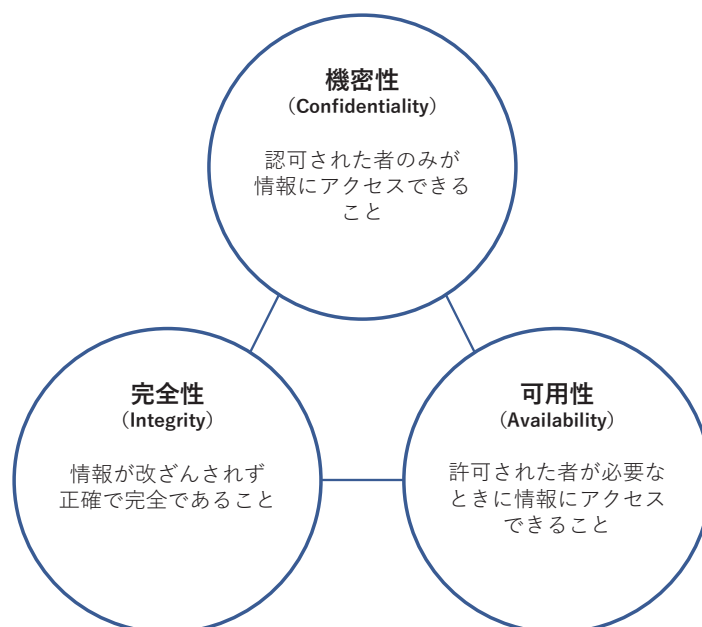 機密性
（Confidentiality）
認可された者のみが
情報にアクセスできる
こと
完全性
（Integrity）
情報が改ざんされず
正確で完全であること
可用性
（Availability）
許可された者が必要な
ときに情報にアクセス
できること